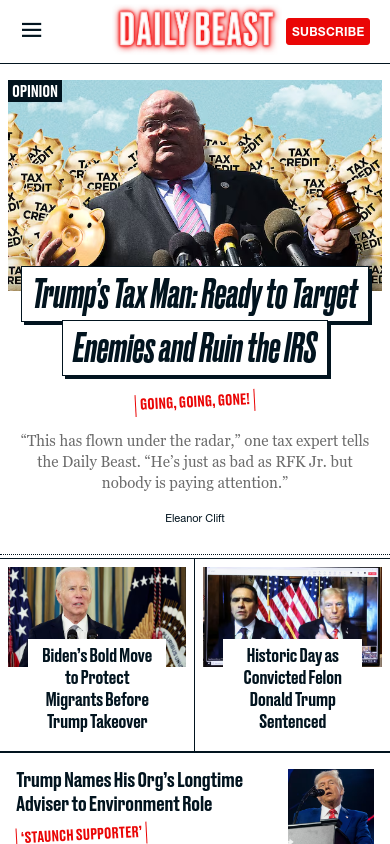 DAILY BEAST
SUBSCRIBE
OPINION
TAX
CREDIT
TAX
CREDIT
TAX
CREDIT
TAX
CREDIT
Trump's Tax Man: Ready to Target
Enemies and Ruin the IRS
GOING, GOING, GONE!
“This has flown under the radar,” one tax expert tells
the Daily Beast. “He’s just as bad as RFK Jr. but
nobody is paying attention.”
Eleanor Clift
Biden’s Bold Move
to Protect
Migrants Before
Trump Takeover
Historic Day as
Convicted Felon
Donald Trump
Sentenced
Trump Names His Org’s Longtime
Adviser to Environment Role
‘STAUNCH SUPPORTER’